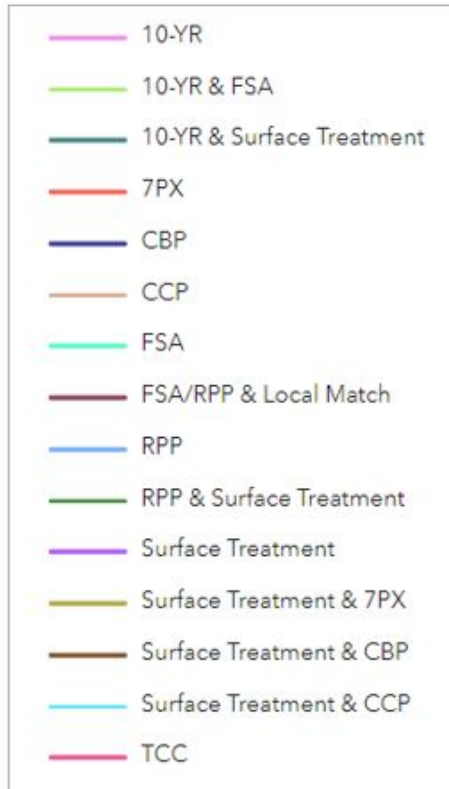 10-YR
10-YR & FSA
10-YR & Surface Treatment
7PX
CBP
CCP
FSA
FSA/RPP & Local Match
RPP
RPP & Surface Treatment
Surface Treatment
Surface Treatment & 7PX
Surface Treatment & CBP
Surface Treatment & CCP
TCC